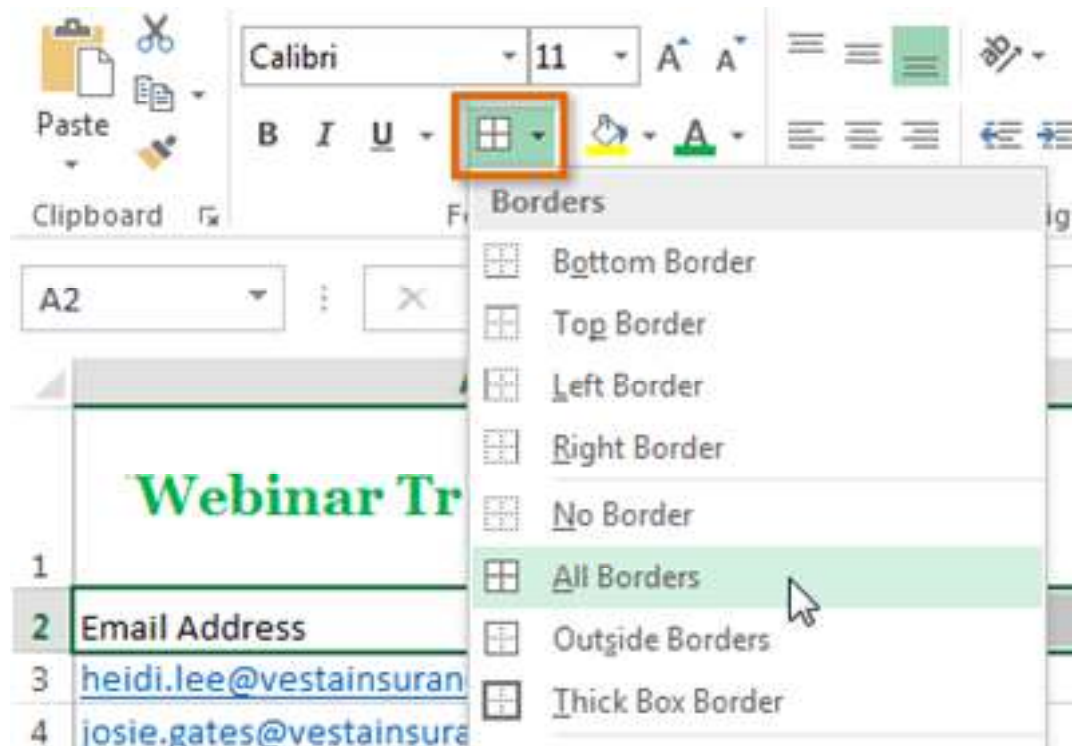 Calibri 11 A A ab
Paste B I U A
Clipboard
Borders
Bottom Border
A2
Top Border
Left Border
Right Border
Webinar Tr
No Border
1
All Borders
2 Email Address
Outside Borders
3 heidi.lee@vestainsuran
Thick Box Border
4 josie.gates@vestainsura